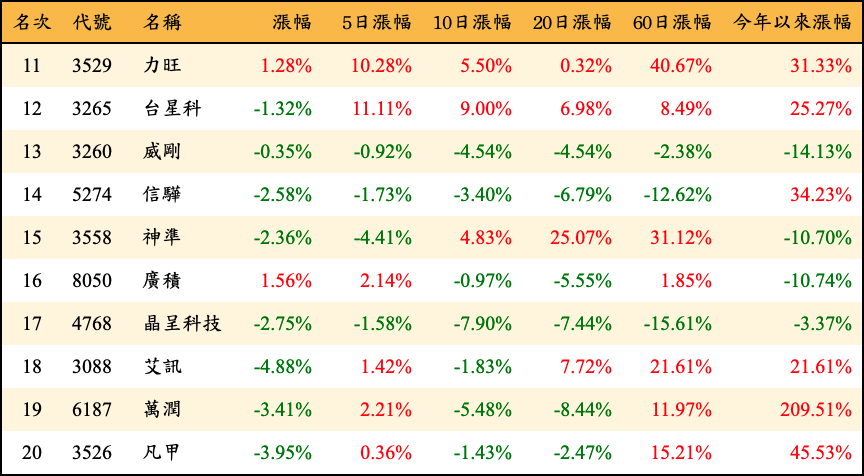 名次 代號 名稱 漲幅 5日漲幅 10日漲幅 20日漲幅 60日漲幅 今年以來漲幅
11 3529 力旺 1.28% 10.28% 5.50% 0.32% 40.67% 31.33%
12 3265 台星科 -1.32% 11.11% 9.00% 6.98% 8.49% 25.27%
13 3260 威剛 -0.35% -0.92% -4.54% -4.54% -2.38% -14.13%
14 5274 信驊 -2.58% -1.73% -3.40% -6.79% -12.62% 34.23%
15 3558 神準 -2.36% -4.41% 4.83% 25.07% 31.12% -10.70%
16 8050 廣積 1.56% 2.14% -0.97% -5.55% 1.85% -10.74%
17 4768 晶呈科技 -2.75% -1.58% -7.90% -7.44% -15.61% -3.37%
18 3088 艾訊 -4.88% 1.42% -1.83% 7.72% 21.61% 21.61%
19 6187 萬潤 -3.41% 2.21% -5.48% -8.44% 11.97% 209.51%
20 3526 凡甲 -3.95% 0.36% -1.43% -2.47% 15.21% 45.53%